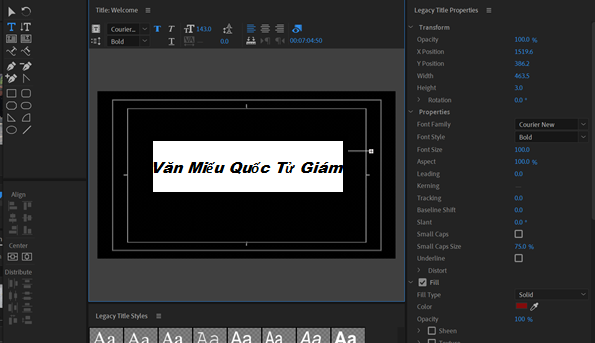 Title: Welcome
Courier...
143.0
Bold
0.0
00:07:04:50
Align
Center
Distribute
Văn Miếu Quốc Tử Giám
Legacy Title Styles
Aa Aa Aa Aa Aa Aa Aa Aa
Legacy Title Properties
Transform
Opacity 100.0 %
X Position 1519.6
Y Position 386.2
Width 463.5
Height 3.0
Rotation 0.0 °
Properties
Font Family Courier New
Font Style Bold
Font Size 100.0
Aspect 100.0 %
Leading 0.0
Kerning ...
Tracking 0.0
Baseline Shift 0.0
Slant 0.0 °
Small Caps
Small Caps Size 75.0 %
Underline
Distort
Fill
Fill Type Solid
Color
Opacity 100 %
Sheen